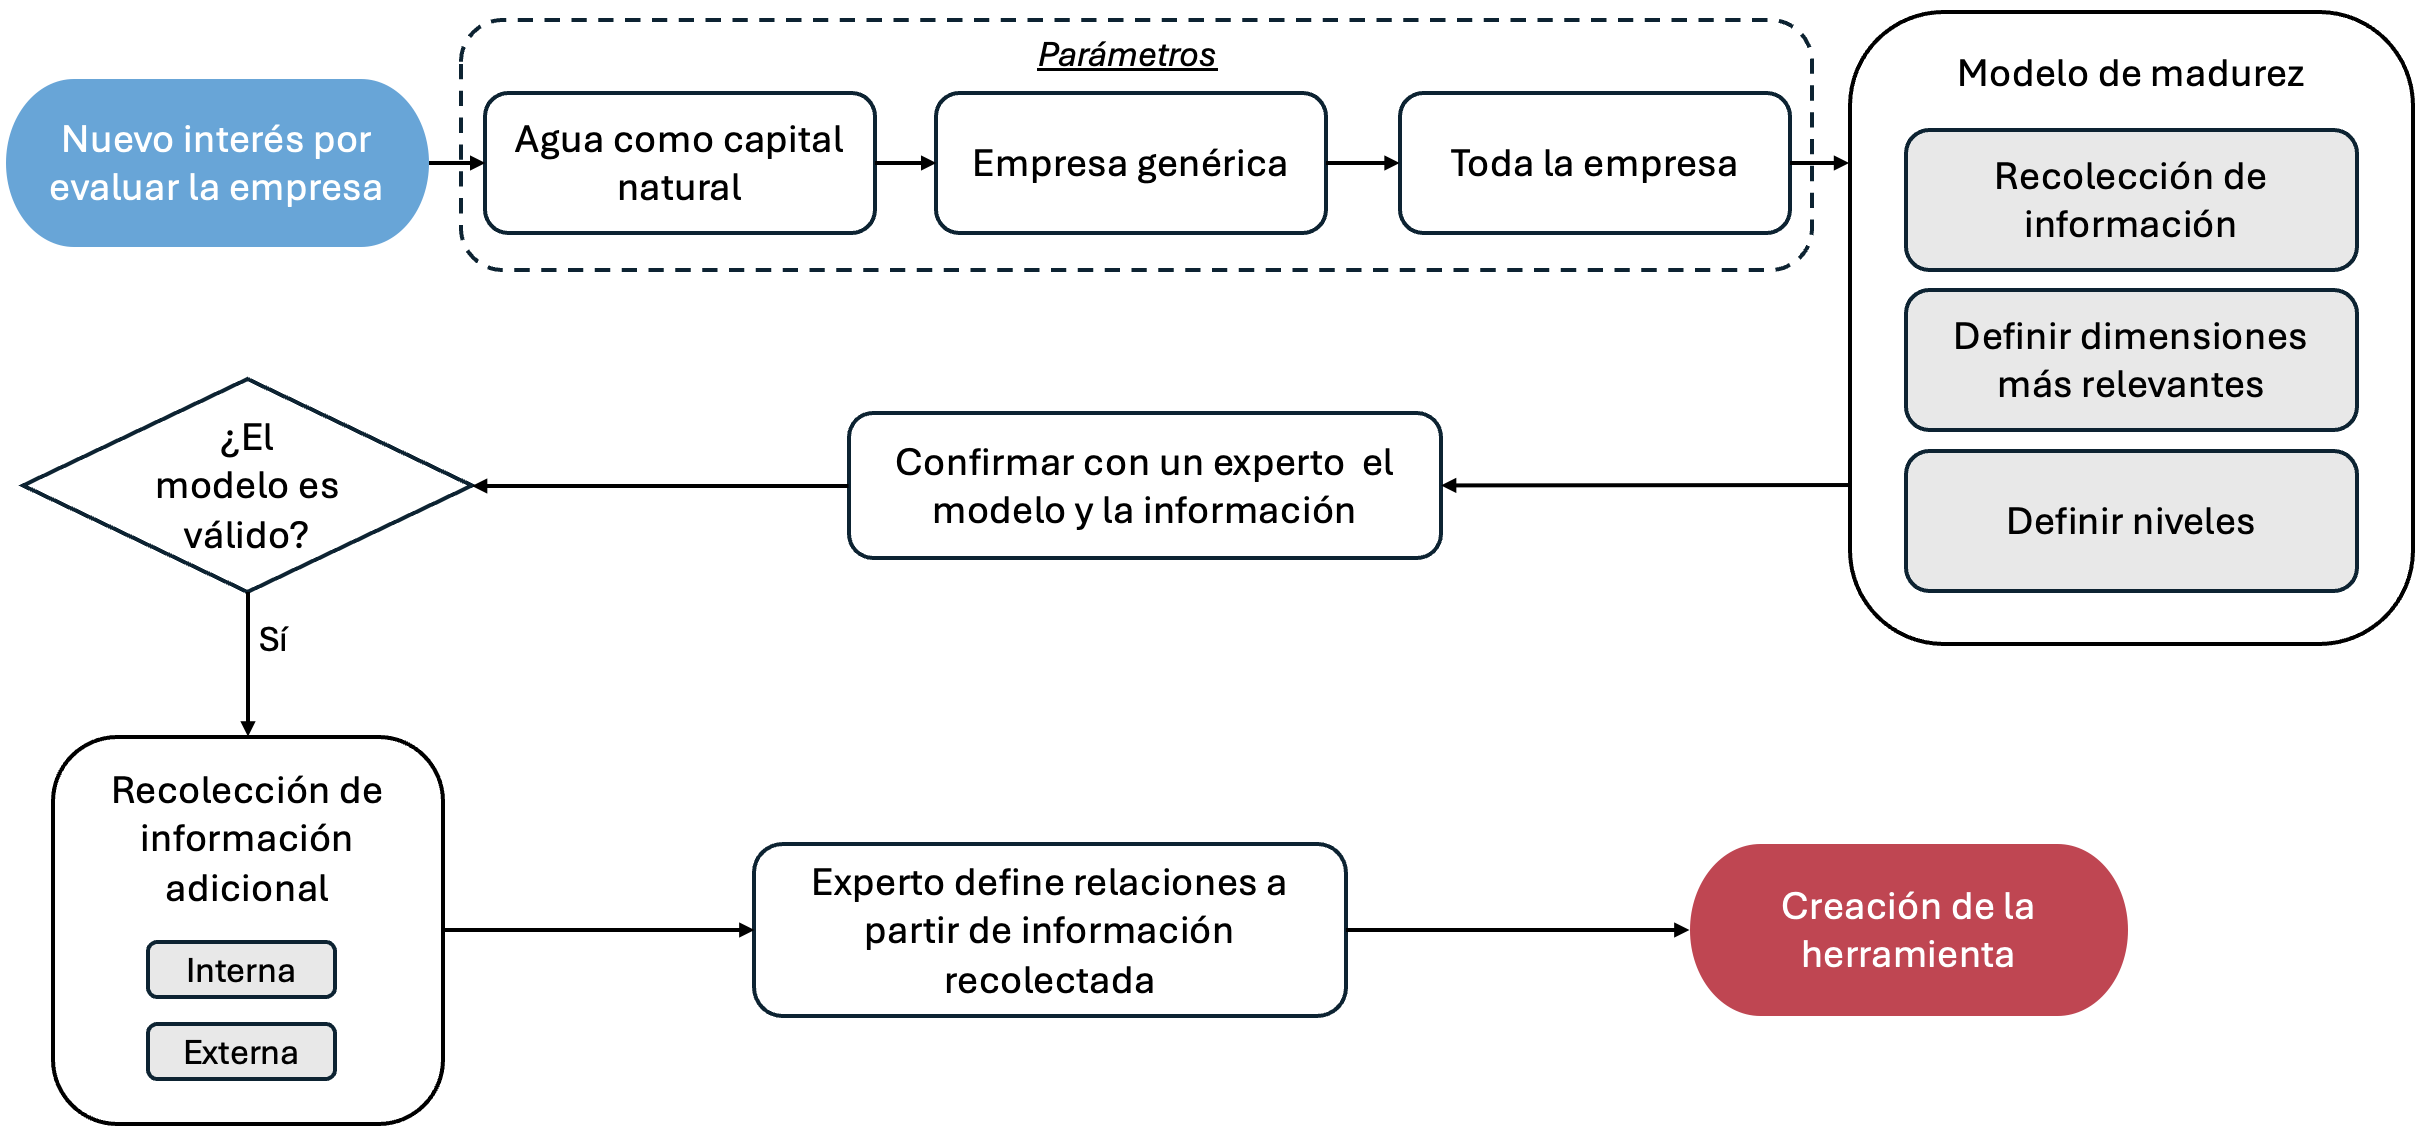 Parámetros
Nuevo interés por
evaluar la empresa
Agua como capital
natural
Empresa genérica
Toda la empresa
Modelo de madurez
Recolección de
información
Definir dimensiones
más relevantes
Definir niveles
Confirmar con un experto  el
modelo y la información
¿El
modelo es
válido?
Sí
Recolección de
información
adicional
Interna
Externa
Experto define relaciones a
partir de información
recolectada
Creación de la
herramienta